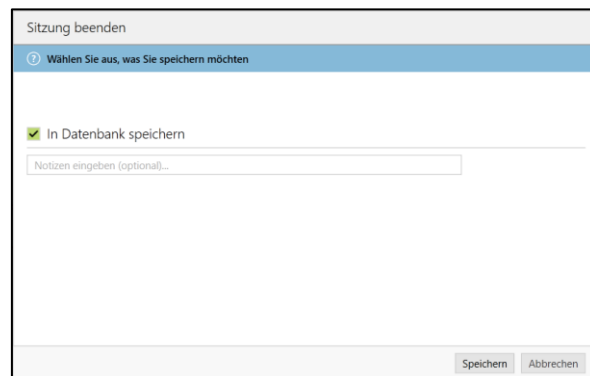 Sitzung beenden
Wählen Sie aus, was Sie speichern möchten
In Datenbank speichern
Notizen eingeben (optional)...
Speichern Abbrechen